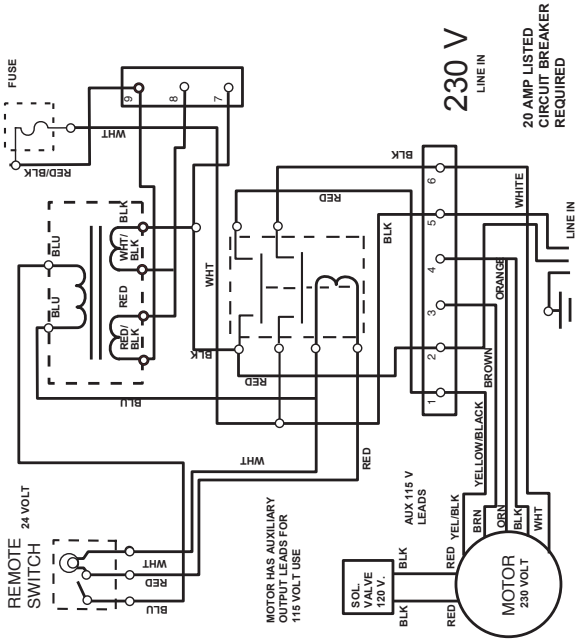 REMOTE
SWITCH
24 VOLT
BLU
RED
WHT
BLU
BLU
BLU
RED/
BLK
RED
WHT/
BLK
BLK
RED/BLK
FUSE
WHT
9
8
7
WHT
BLK
RED
RED
WHT
RED
BLK
BLK
1
2
3
4
5
6
YELLOW/BLACK
BROWN
ORANGE
WHITE
230 V
LINE IN
20 AMP LISTED
CIRCUIT BREAKER
REQUIRED
LINE IN
MOTOR HAS AUXILIARY
OUTPUT LEADS FOR
115 VOLT USE
AUX 115 V
LEADS
SOL.
VALVE
120 V.
BLK
BLK
RED
RED
YEL/BLK
BRN
ORN
BLK
WHT
MOTOR
230 VOLT